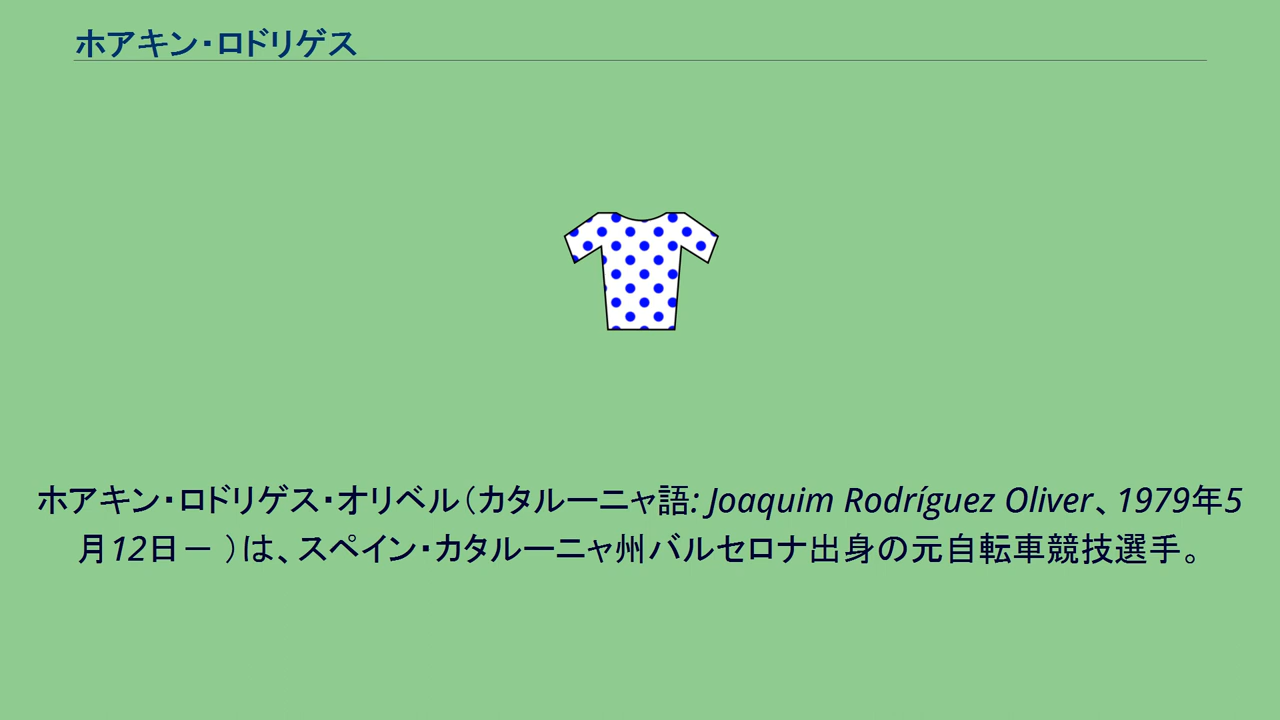 ホアキン・ロドリゲス
ホアキン・ロドリゲス・オリベル（カタルーニャ語: Joaquim Rodríguez Oliver、1979年5
月12日－ ）は、スペイン・カタルーニャ州バルセロナ出身の元自転車競技選手。